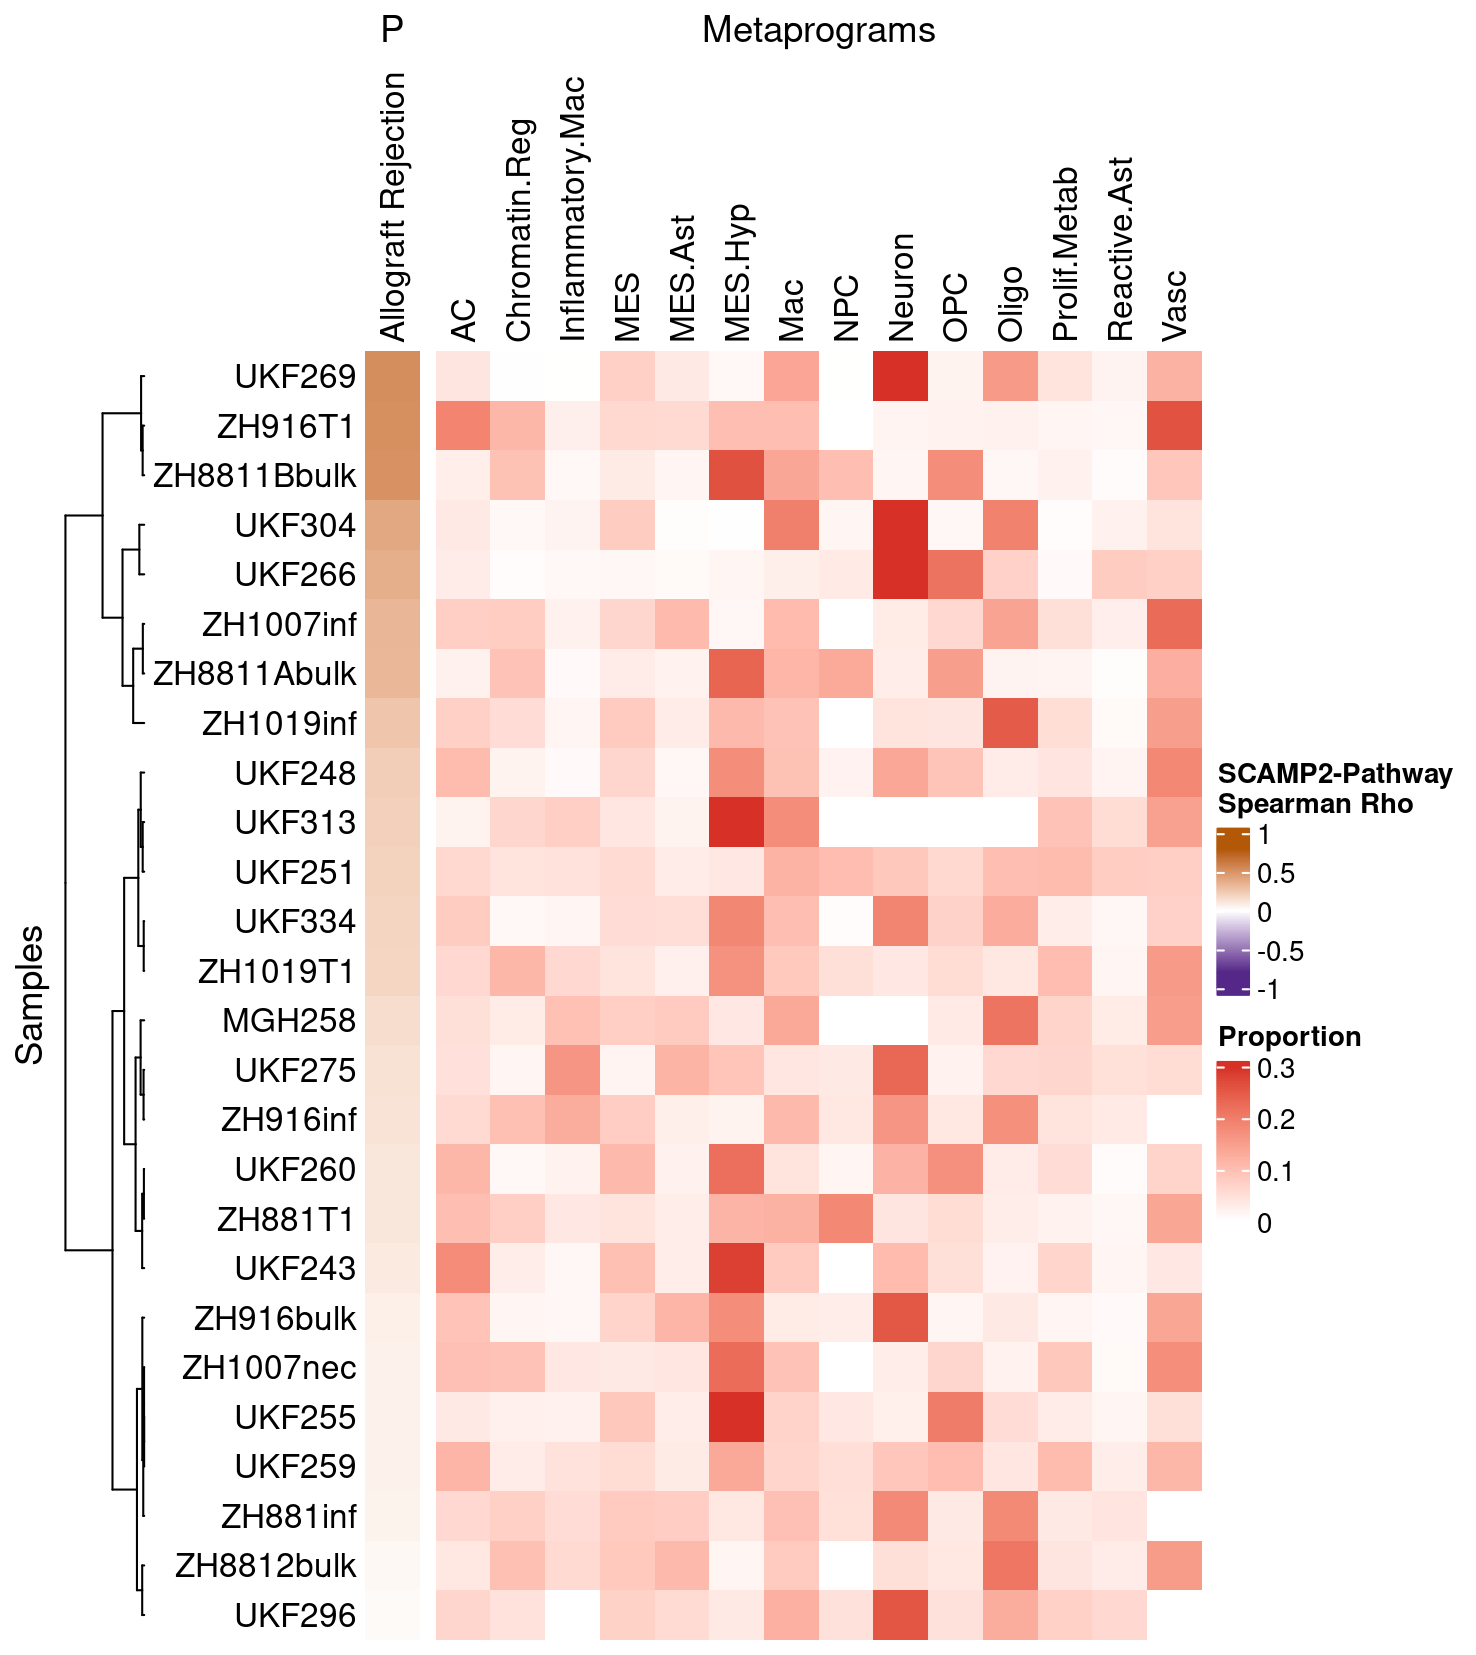 P
Metaprograms
Allograft Rejection
AC
Chromatin.Reg
Inflammatory.Mac
MES
MES.Ast
MES.Hyp
Mac
NPC
Neuron
OPC
Oligo
Prolif.Metab
Reactive.Ast
Vasc
Samples
UKF269
ZH916T1
ZH8811Bbulk
UKF304
UKF266
ZH1007inf
ZH8811Abulk
ZH1019inf
UKF248
UKF313
UKF251
UKF334
ZH1019T1
MGH258
UKF275
ZH916inf
UKF260
ZH881T1
UKF243
ZH916bulk
ZH1007nec
UKF255
UKF259
ZH881inf
ZH8812bulk
UKF296
SCAMP2-Pathway
Spearman Rho
1
0.5
0
-0.5
-1
Proportion
0.3
0.2
0.1
0